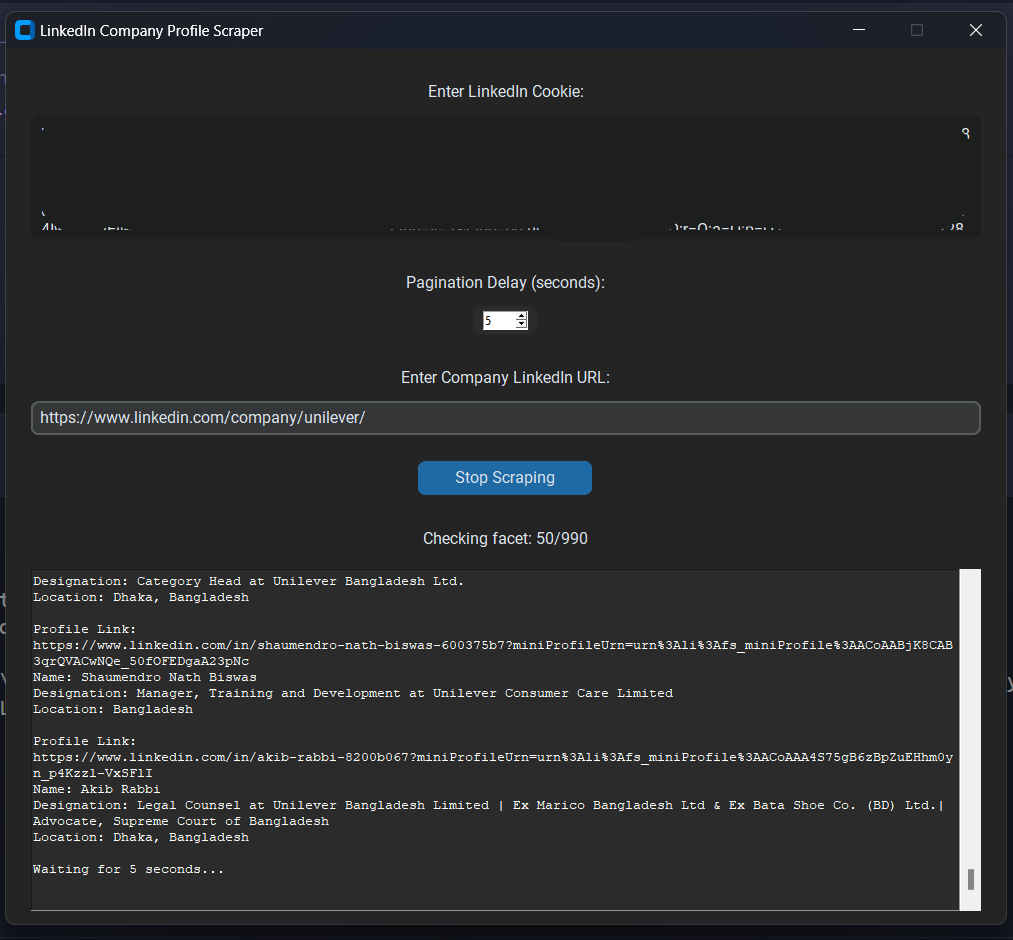 LinkedIn Company Profile Scraper
Enter LinkedIn Cookie:
Pagination Delay (seconds):
5
Enter Company LinkedIn URL:
https://www.linkedin.com/company/unilever/
Stop Scraping
Checking facet: 50/990
Designation: Category Head at Unilever Bangladesh Ltd.
Location: Dhaka, Bangladesh
Profile Link:
https://www.linkedin.com/in/shaumendro-nath-biswas-600375b7?miniProfileUrn=urn%3Ali%3Afs_miniProfile%3AACoAABjK8CAB
3qrQVACwNQe_50fOFEDgaA23pNc
Name: Shaumendro Nath Biswas
Designation: Manager, Training and Development at Unilever Consumer Care Limited
Location: Bangladesh
Profile Link:
https://www.linkedin.com/in/akib-rabbi-8200b067?miniProfileUrn=urn%3Ali%3Afs_miniProfile%3AACoAAA4S75gB6zBpZuEHhm0y
n_p4Kzzl-VxSFlI
Name: Akib Rabbi
Designation: Legal Counsel at Unilever Bangladesh Limited | Ex Marico Bangladesh Ltd & Ex Bata Shoe Co. (BD) Ltd.|
Advocate, Supreme Court of Bangladesh
Location: Dhaka, Bangladesh
Waiting for 5 seconds...